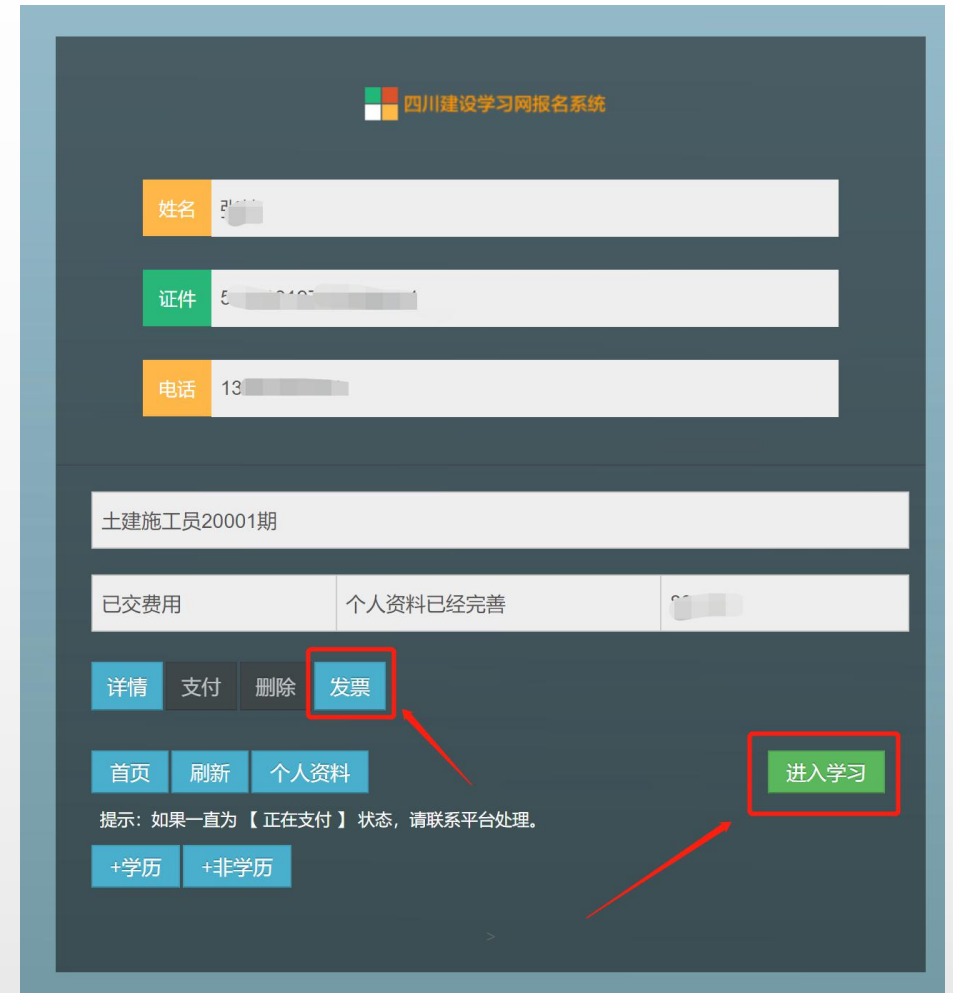 四川建设学习网报名系统
姓名 张
证件 5
电话 13
土建施工员20001期
已交费用 个人资料已经完善
详情 支付 删除 发票
首页 刷新 个人资料 进入学习
提示：如果一直为【 正在支付 】状态，请联系平台处理。
+学历 +非学历
>